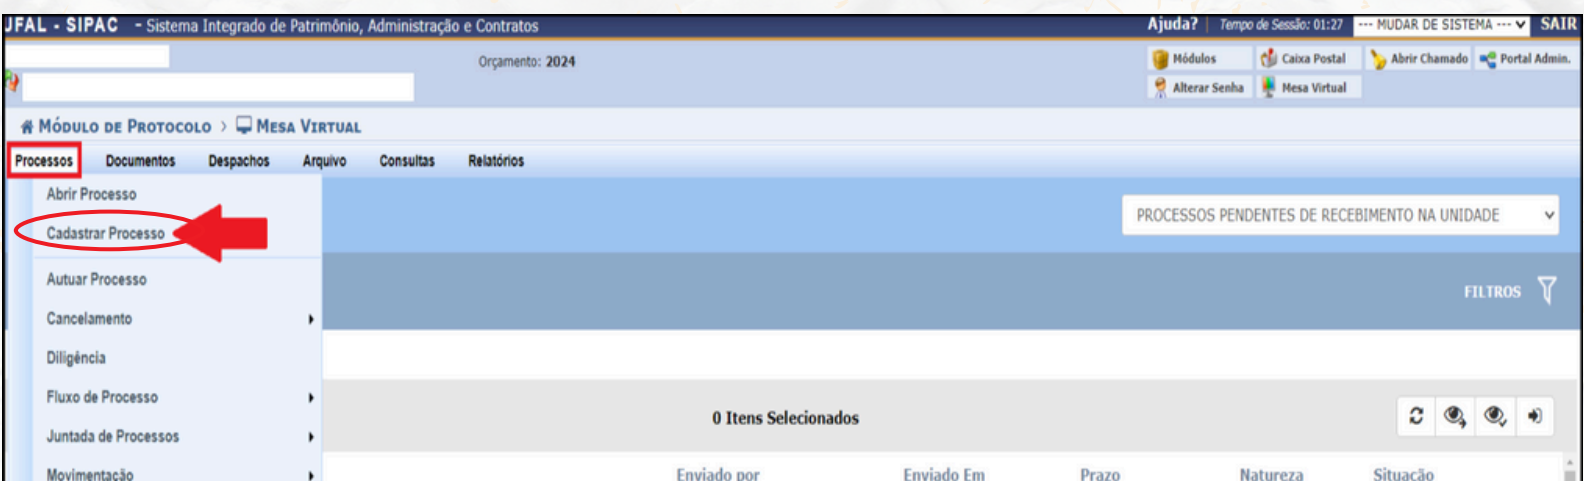 UFAL - SIPAC - Sistema Integrado de Patrimônio, Administração e Contratos
Ajuda? | Tempo de Sessão: 01:27 --- MUDAR DE SISTEMA --- SAIR
Orçamento: 2024
Módulos Caixa Postal Abrir Chamado Portal Admin.
Alterar Senha Mesa Virtual
MÓDULO DE PROTOCOLO > MESA VIRTUAL
Processos Documentos Despachos Arquivo Consultas Relatórios
Abrir Processo
PROCESSOS PENDENTES DE RECEBIMENTO NA UNIDADE
Cadastrar Processo
Autuar Processo
FILTROS
Cancelamento
Diligência
Fluxo de Processo
0 Itens Selecionados
Juntada de Processos
Movimentação
Enviado por Enviado Em Prazo Natureza Situação